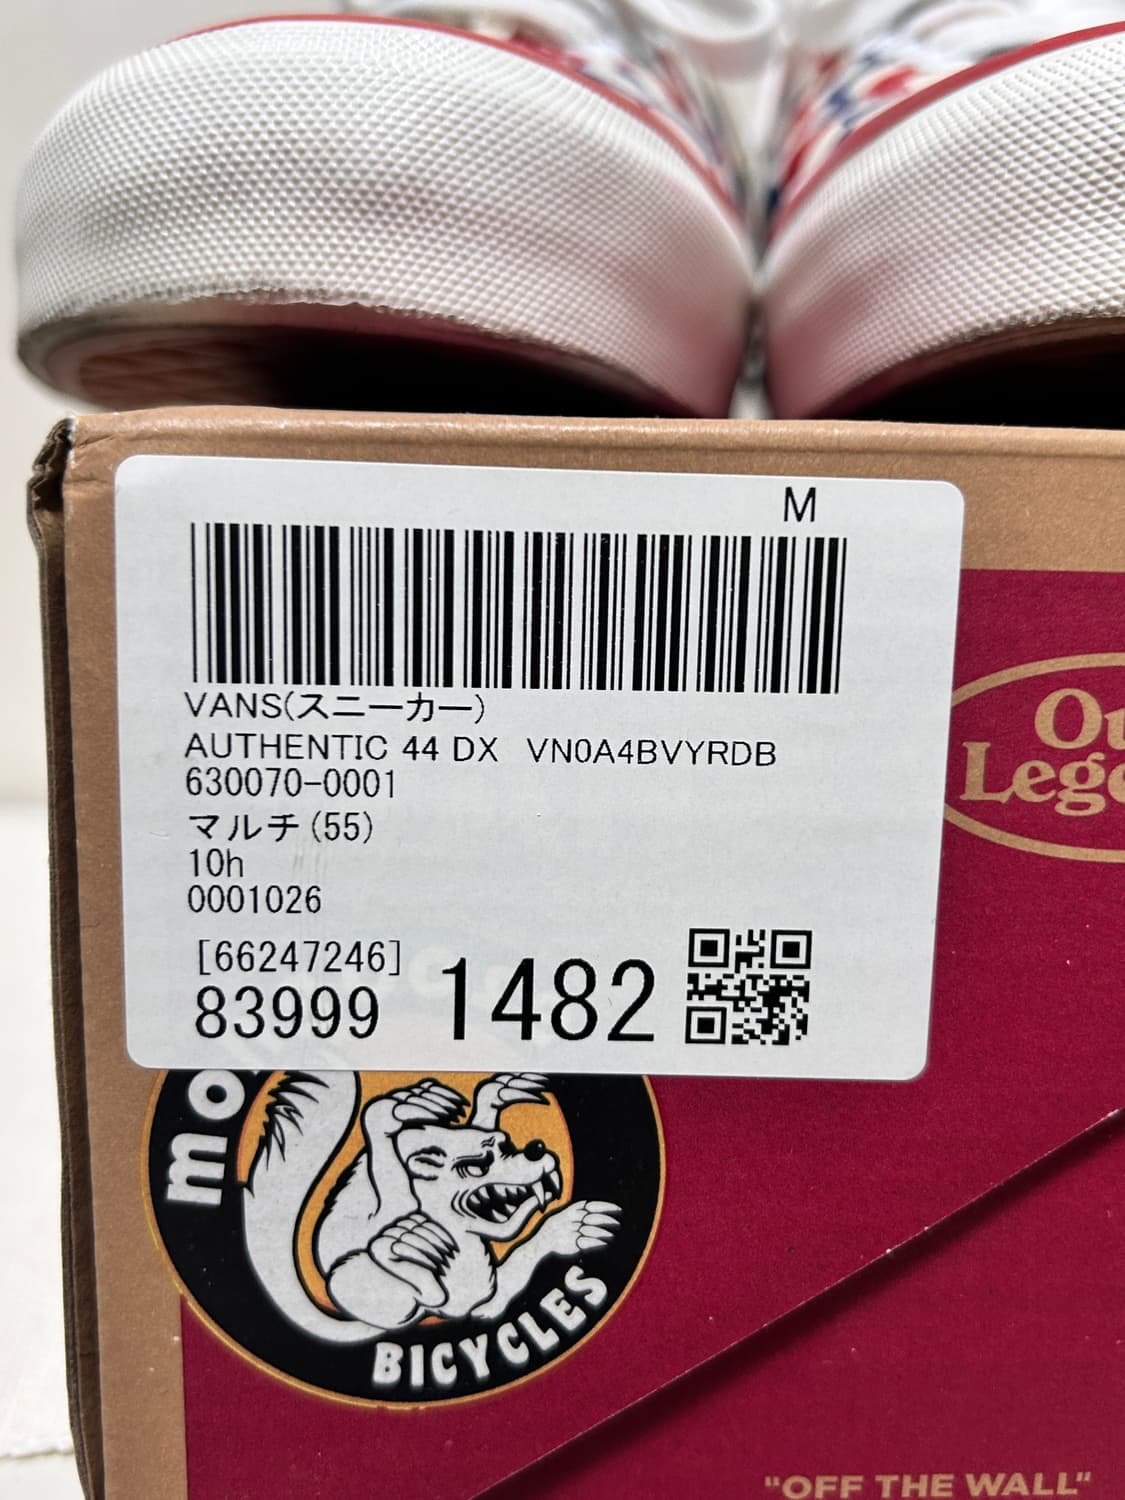 M
VANS(スニーカー)
AUTHENTIC 44 DX VN0A4BVYRDB
630070-0001
マルチ(55)
10h
0001026
[66247246]
83999 1482
BICYCLES
"OFF THE WALL"